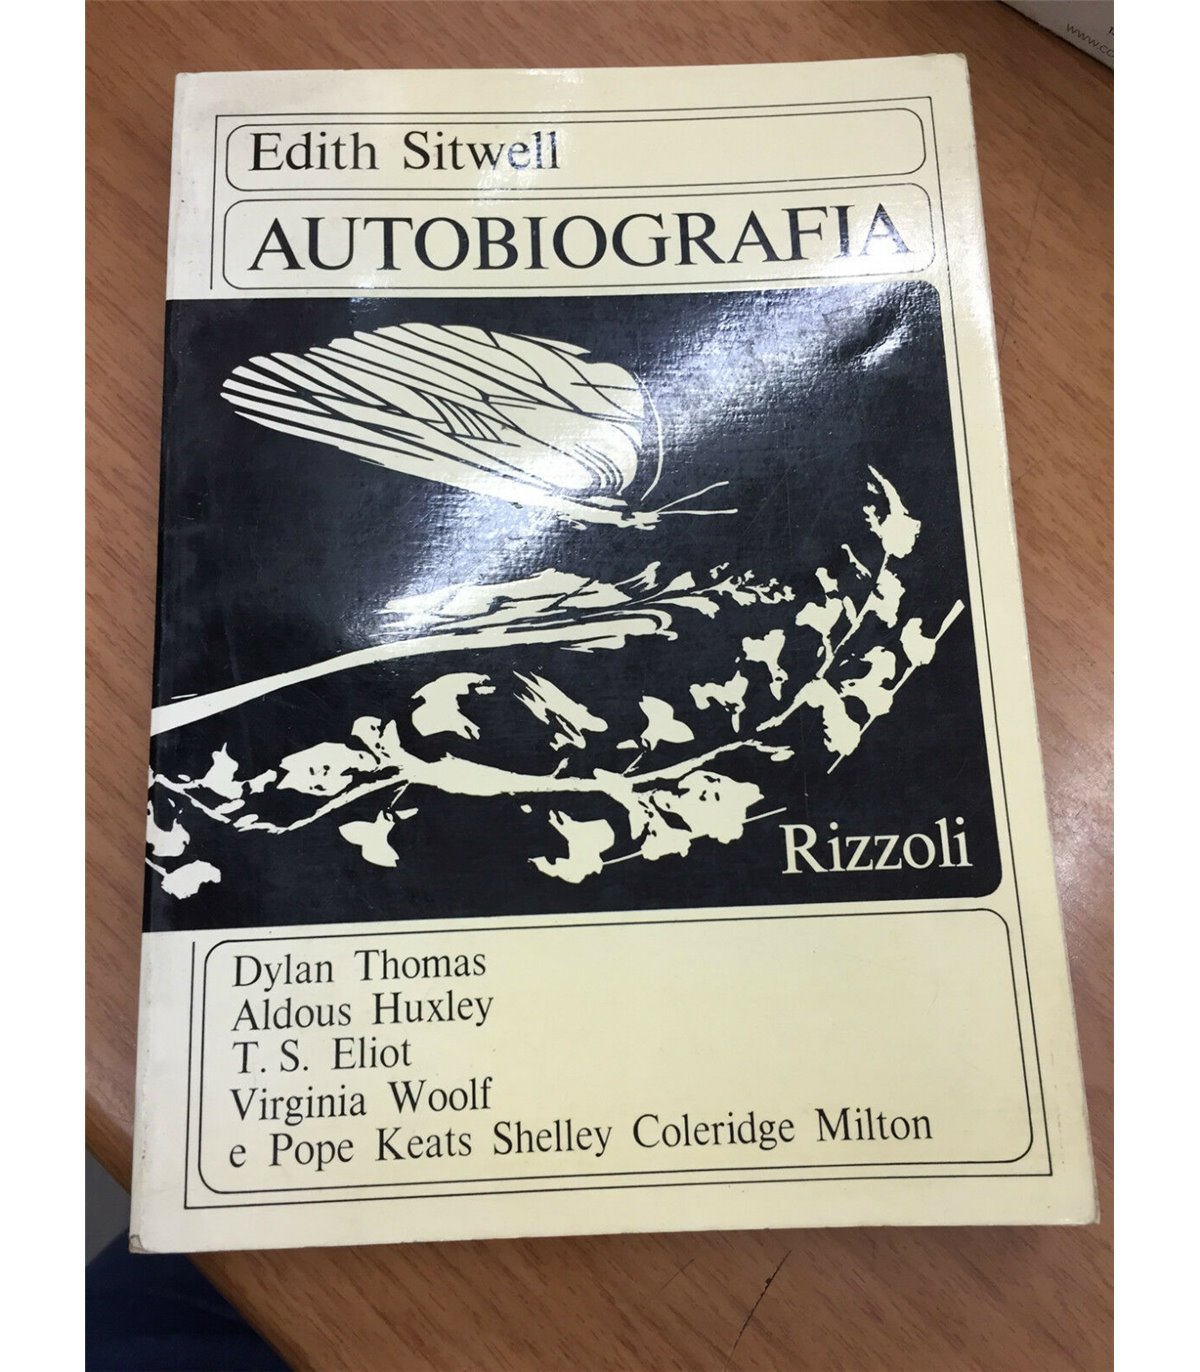 Edith Sitwell
AUTOBIOGRAFIA
Rizzoli
Dylan Thomas
Aldous Huxley
T. S. Eliot
Virginia Woolf
e Pope Keats Shelley Coleridge Milton